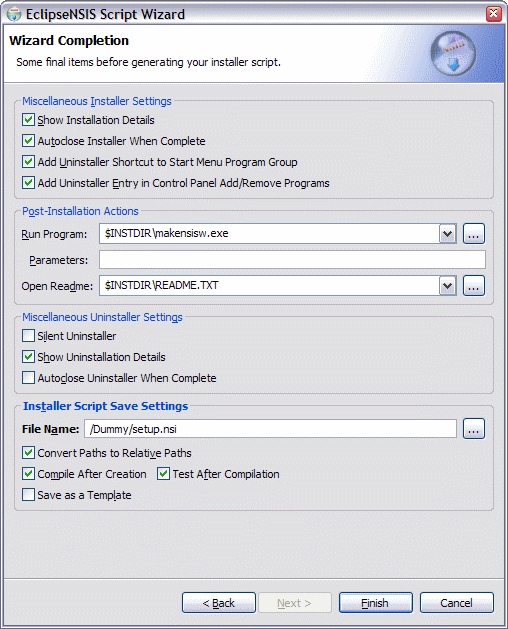 EclipseNSIS Script Wizard
Wizard Completion
Some final items before generating your installer script.
Miscellaneous Installer Settings
Show Installation Details
Autoclose Installer When Complete
Add Uninstaller Shortcut to Start Menu Program Group
Add Uninstaller Entry in Control Panel Add/Remove Programs
Post-Installation Actions
Run Program: $INSTDIR\makensisw.exe ...
Parameters:
Open Readme: $INSTDIR\README.TXT ...
Miscellaneous Uninstaller Settings
Silent Uninstaller
Show Uninstallation Details
Autoclose Uninstaller When Complete
Installer Script Save Settings
File Name: /Dummy/setup.nsi ...
Convert Paths to Relative Paths
Compile After Creation Test After Compilation
Save as a Template
< Back Next > Finish Cancel